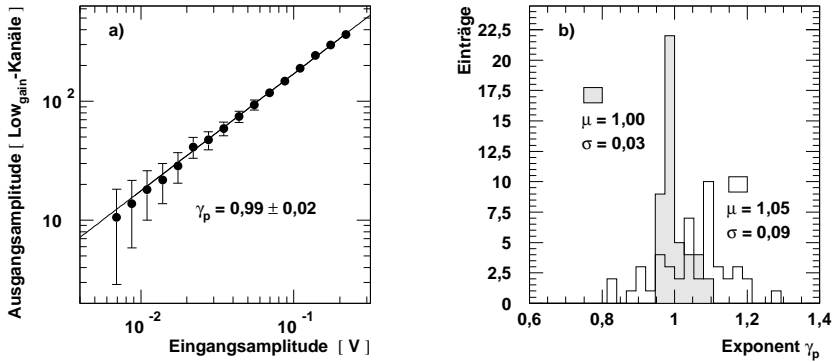 a)
Ausgangsamplitude [ Low_gain-Kanäle ]
10^2
10
γ_p = 0,99 ± 0,02
10^-2
10^-1
Eingangsamplitude [ V]
b)
Einträge
22,5
20
17,5
15
12,5
10
7,5
5
2,5
0
μ = 1,00
σ = 0,03
μ = 1,05
σ = 0,09
0,6
0,8
1
1,2
1,4
Exponent γ_p